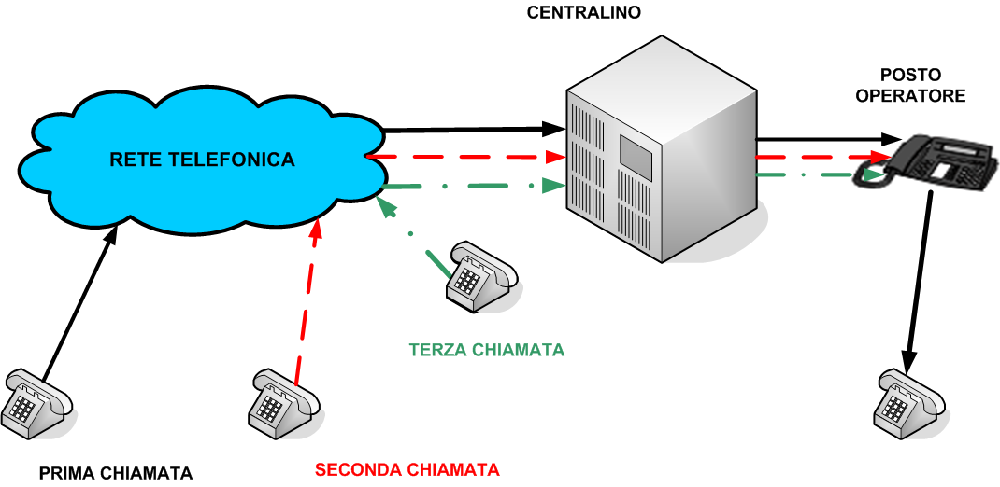 CENTRALINO
POSTO
OPERATORE
RETE TELEFONICA
TERZA CHIAMATA
PRIMA CHIAMATA
SECONDA CHIAMATA